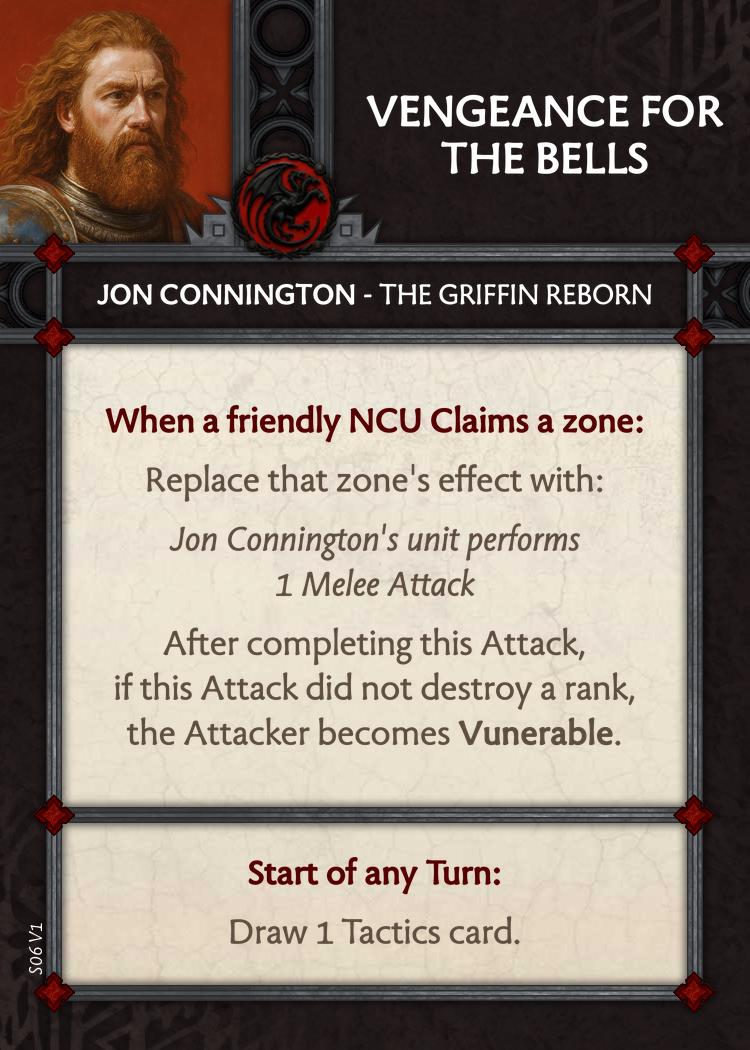 VENGEANCE FOR
THE BELLS
JON CONNINGTON - THE GRIFFIN REBORN
When a friendly NCU Claims a zone:
Replace that zone's effect with:
Jon Connington's unit performs
1 Melee Attack
After completing this Attack,
if this Attack did not destroy a rank,
the Attacker becomes Vunerable.
Start of any Turn:
Draw 1 Tactics card.
S06 V1